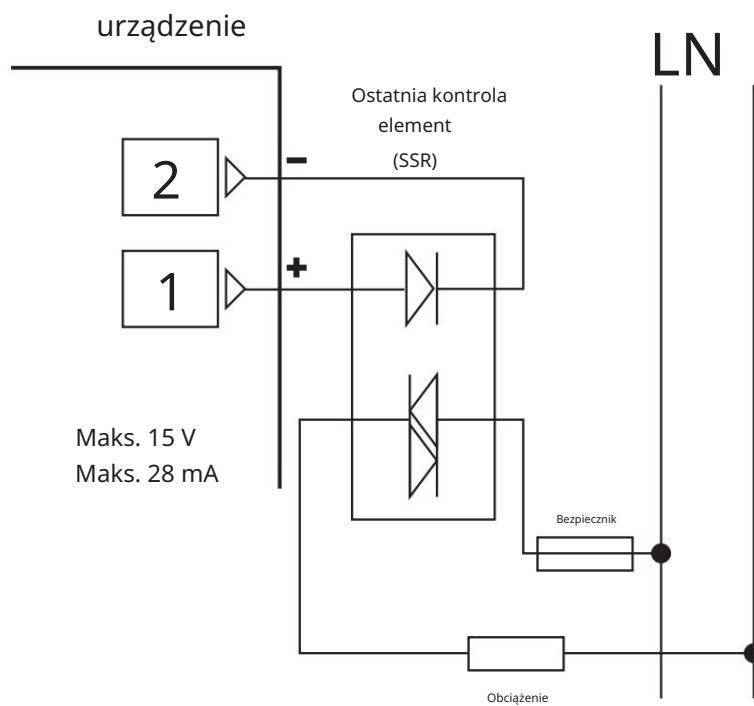 urządzenie
LN
Ostatnia kontrola
element
(SSR)
2
−
1
+
Maks. 15 V
Maks. 28 mA
Bezpiecznik
Obciążenie